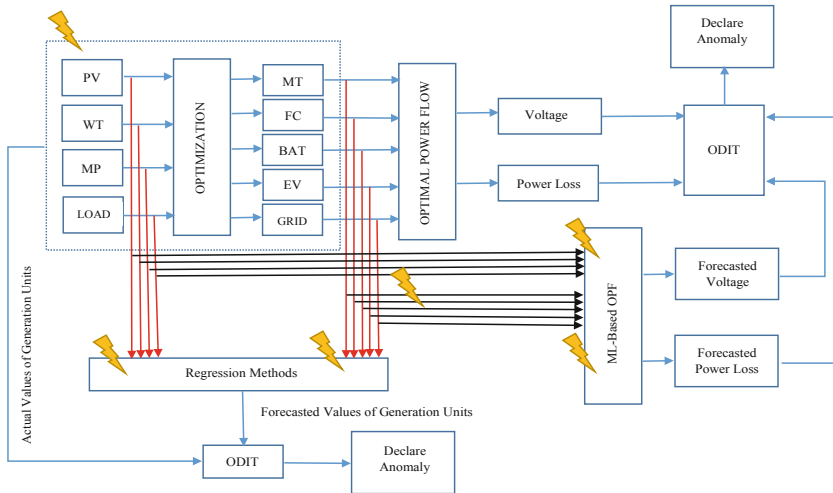 Declare
Anomaly
PV
WT
MP
LOAD
OPTIMIZATION
MT
FC
BAT
EV
GRID
OPTIMAL POWER FLOW
Voltage
Power Loss
ODIT
ML-Based OPF
Forecasted
Voltage
Forecasted
Power Loss
Regression Methods
Actual Values of Generation Units
Forecasted Values of Generation Units
ODIT
Declare
Anomaly